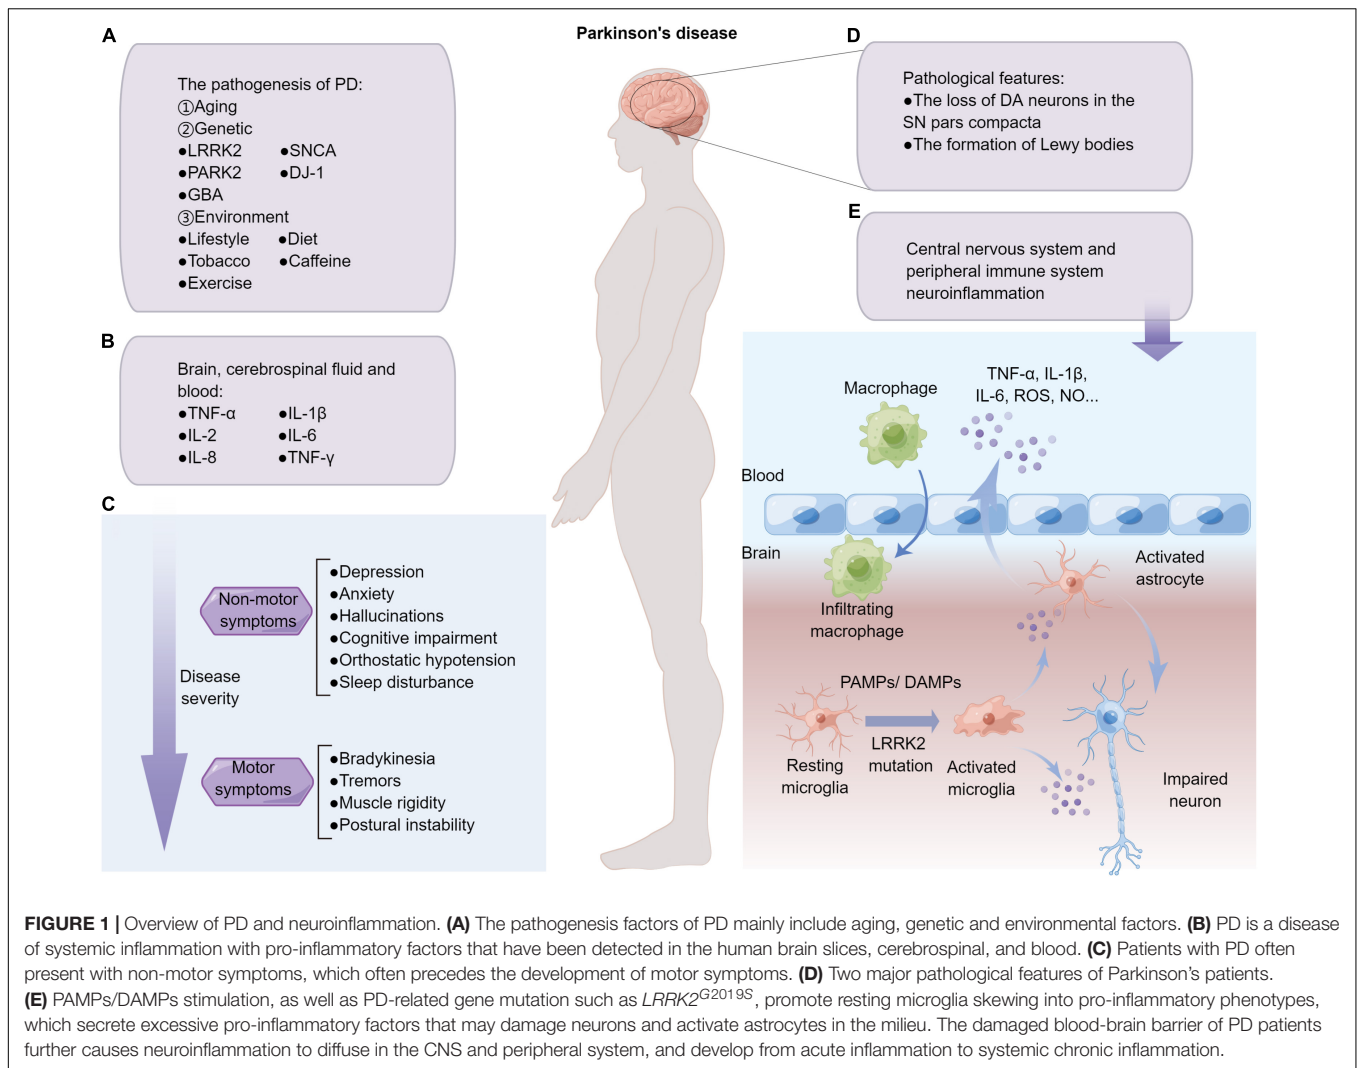 Parkinson's disease
A
The pathogenesis of PD:
①Aging
②Genetic
●LRRK2 ●SNCA
●PARK2 ●DJ-1
●GBA
③Environment
●Lifestyle ●Diet
●Tobacco ●Caffeine
●Exercise
B
Brain, cerebrospinal fluid and
blood:
●TNF-α ●IL-1β
●IL-2 ●IL-6
●IL-8 ●TNF-γ
C
Disease
severity
Non-motor
symptoms
●Depression
●Anxiety
●Hallucinations
●Cognitive impairment
●Orthostatic hypotension
●Sleep disturbance
Motor
symptoms
●Bradykinesia
●Tremors
●Muscle rigidity
●Postural instability
D
Pathological features:
●The loss of DA neurons in the
SN pars compacta
●The formation of Lewy bodies
E
Central nervous system and
peripheral immune system
neuroinflammation
TNF-α, IL-1β,
IL-6, ROS, NO...
Macrophage
Blood
Brain
Infiltrating
macrophage
Activated
astrocyte
PAMPs/ DAMPs
LRRK2
mutation
Resting
microglia
Activated
microglia
Impaired
neuron
FIGURE 1 | Overview of PD and neuroinflammation. (A) The pathogenesis factors of PD mainly include aging, genetic and environmental factors. (B) PD is a disease
of systemic inflammation with pro-inflammatory factors that have been detected in the human brain slices, cerebrospinal, and blood. (C) Patients with PD often
present with non-motor symptoms, which often precedes the development of motor symptoms. (D) Two major pathological features of Parkinson's patients.
(E) PAMPs/DAMPs stimulation, as well as PD-related gene mutation such as LRRK2G2019S, promote resting microglia skewing into pro-inflammatory phenotypes,
which secrete excessive pro-inflammatory factors that may damage neurons and activate astrocytes in the milieu. The damaged blood-brain barrier of PD patients
further causes neuroinflammation to diffuse in the CNS and peripheral system, and develop from acute inflammation to systemic chronic inflammation.